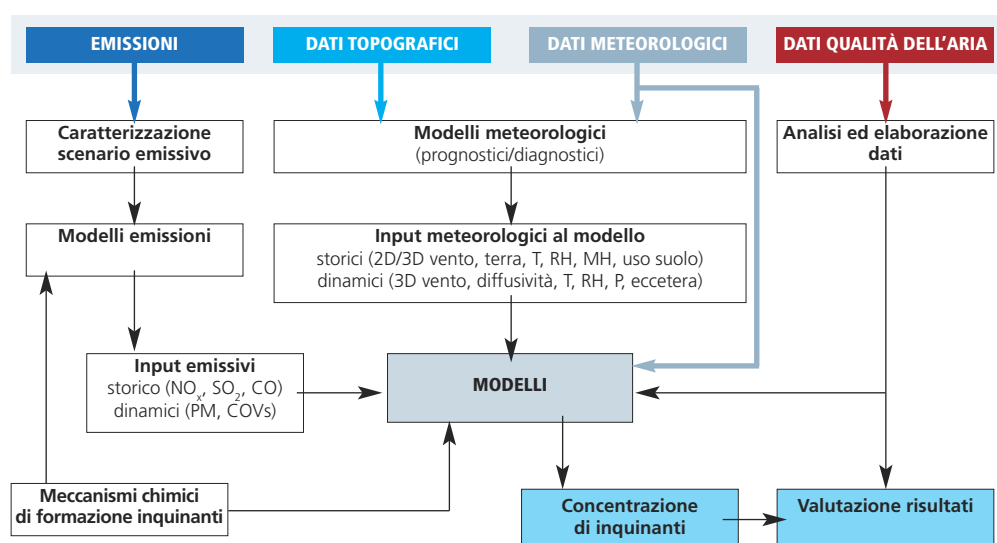 EMISSIONI
DATI TOPOGRAFICI
DATI METEOROLOGICI
DATI QUALITÀ DELL'ARIA
Caratterizzazione
scenario emissivo
Modelli meteorologici
(prognostici/diagnostici)
Analisi ed elaborazione
dati
Modelli emissioni
Input meteorologici al modello
storici (2D/3D vento, terra, T, RH, MH, uso suolo)
dinamici (3D vento, diffusività, T, RH, P, eccetera)
Input emissivi
storico (NOx, SO2, CO)
dinamici (PM, COVs)
MODELLI
Meccanismi chimici
di formazione inquinanti
Concentrazione
di inquinanti
Valutazione risultati